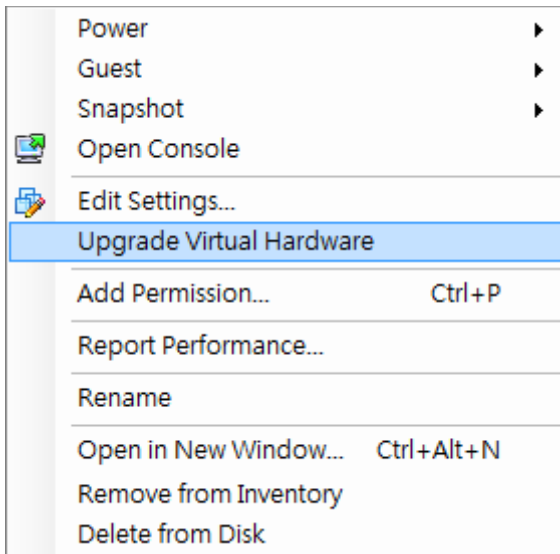 Power
Guest
Snapshot
Open Console
Edit Settings...
Upgrade Virtual Hardware
Add Permission... Ctrl+P
Report Performance...
Rename
Open in New Window... Ctrl+Alt+N
Remove from Inventory
Delete from Disk